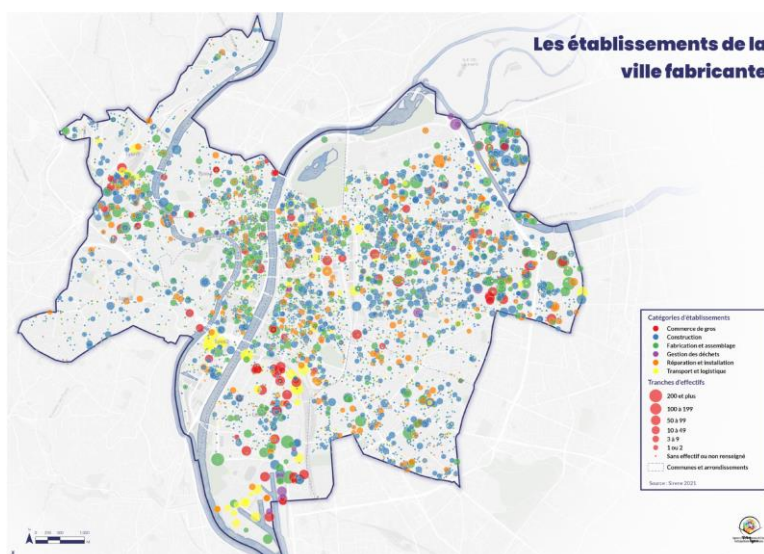 Les établissements de la
ville fabricante
Catégories d'établissements
Commerce de gros
Construction
Fabrication et assemblage
Gestion des déchets
Réparation et installation
Transport et logistique
Tranches d'effectifs
200 et plus
100 à 199
50 à 99
10 à 49
3 à 9
1 ou 2
Sans effectif ou non renseigné
Communes et arrondissements
Source : Sirene 2021